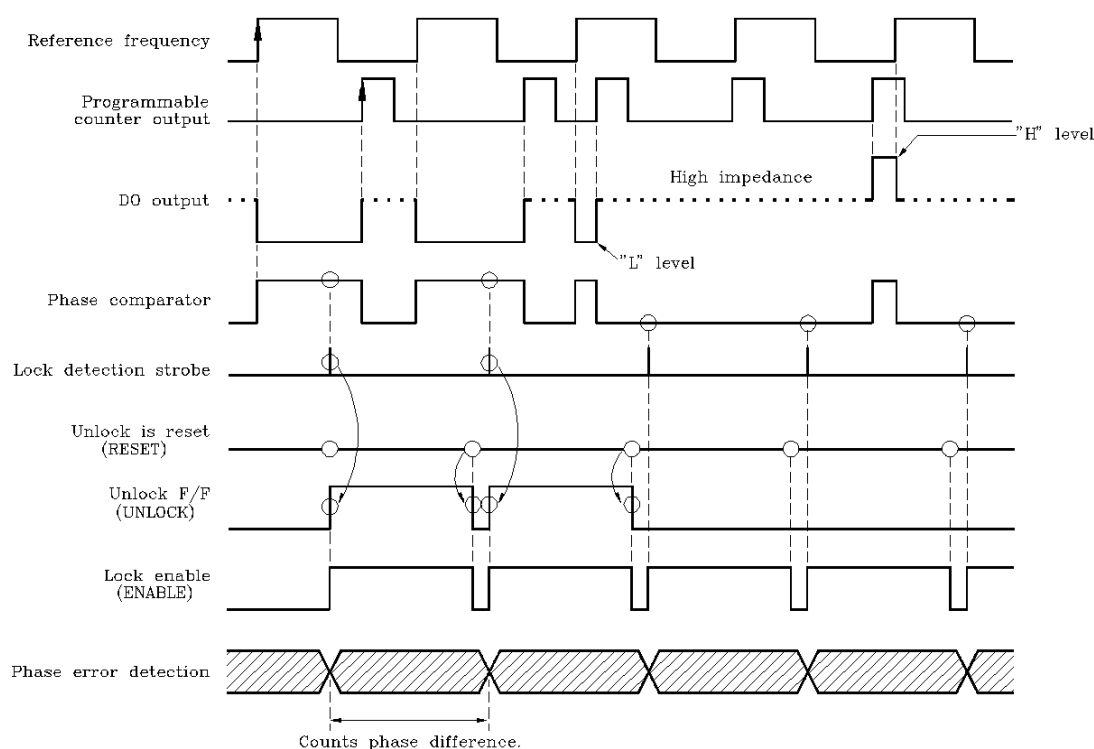 Reference frequency
Programmable
counter output
"H" level
High impedance
DO output
"L" level
Phase comparator
Lock detection strobe
Unlock is reset
(RESET)
Unlock F/F
(UNLOCK)
Lock enable
(ENABLE)
Phase error detection
Counts phase difference.